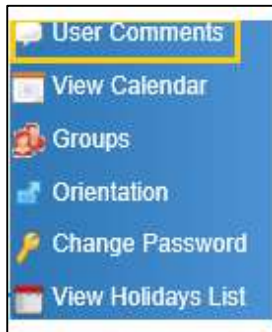 User Comments
View Calendar
Groups
Orientation
Change Password
View Holidays List